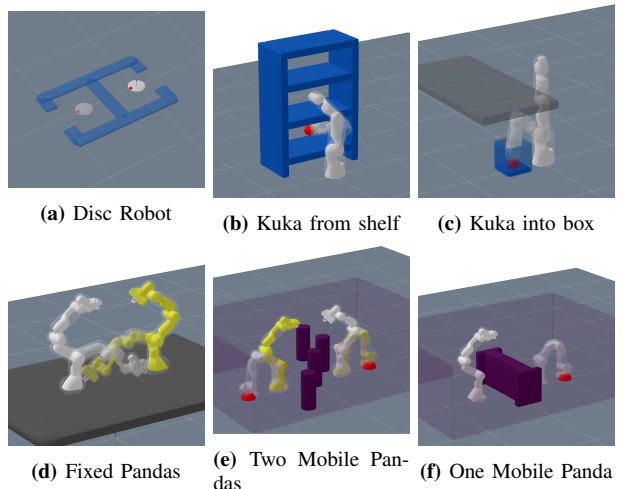 (a) Disc Robot
(b) Kuka from shelf
(c) Kuka into box
(d) Fixed Pandas
(e) Two Mobile Pan-
das
(f) One Mobile Panda